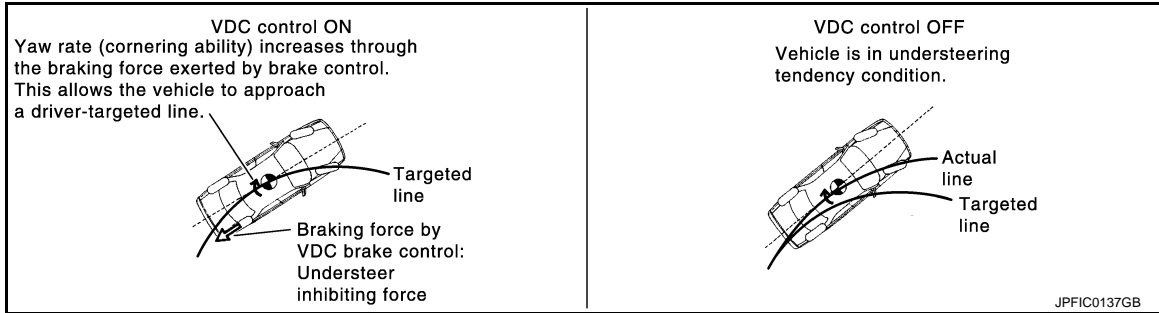 VDC control ON
Yaw rate (cornering ability) increases through
the braking force exerted by brake control.
This allows the vehicle to approach
a driver-targeted line.
Targeted
line
Braking force by
VDC brake control:
Understeer
inhibiting force
VDC control OFF
Vehicle is in understeering
tendency condition.
Actual
line
Targeted
line
JPFIC0137GB